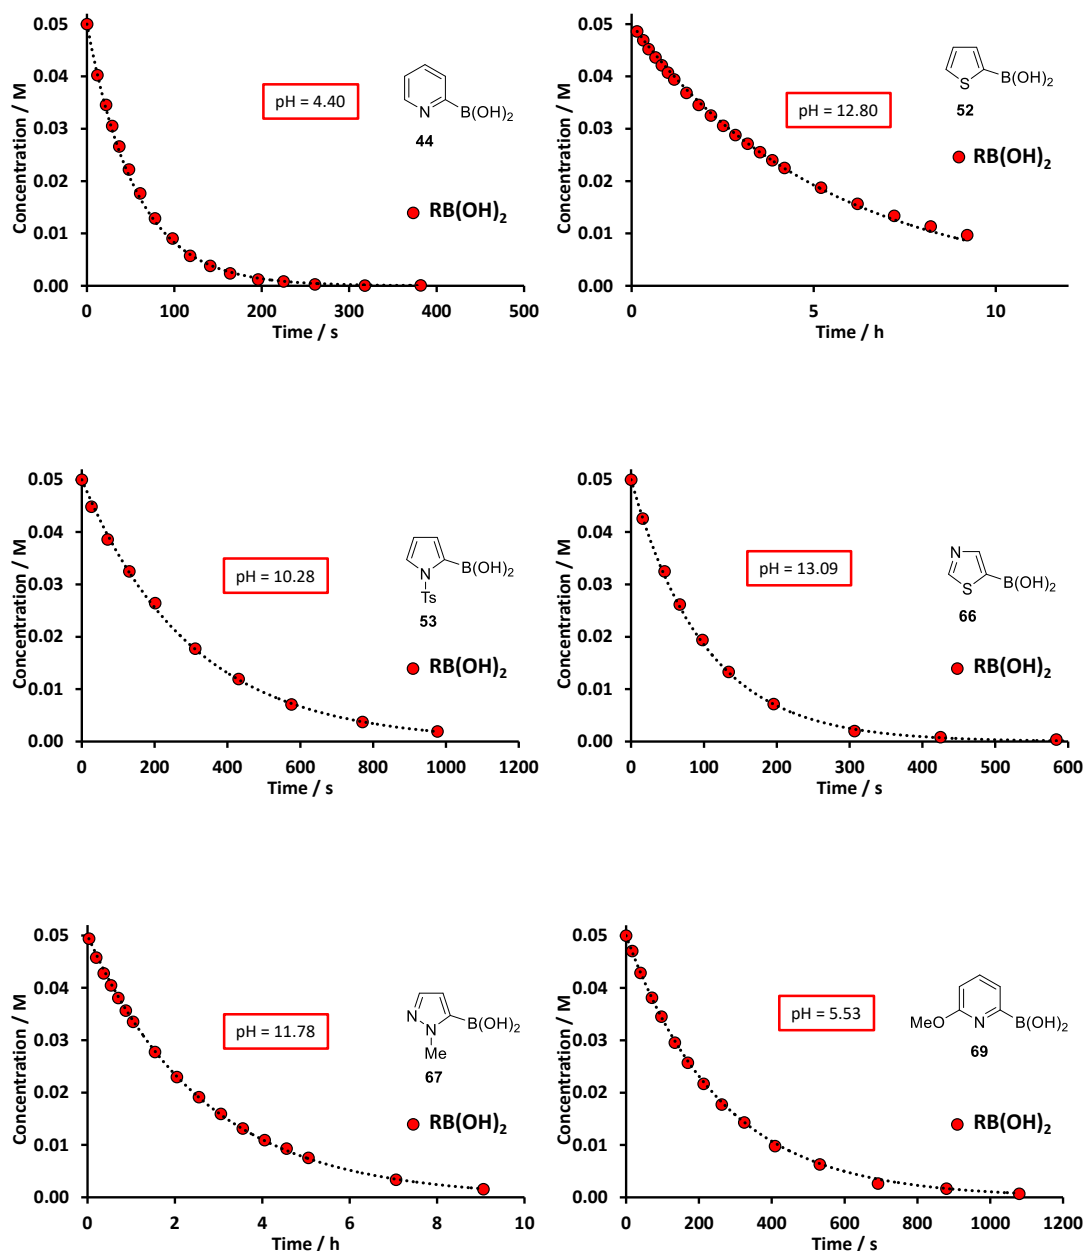 0.05
0.04
0.03
0.02
0.01
0.00
Concentration / M
0 100 200 300 400 500
Time / s
pH = 4.40
N
B(OH)2
44
RB(OH)2
0.05
0.04
0.03
0.02
0.01
0.00
Concentration / M
0 5 10
Time / h
pH = 12.80
S
B(OH)2
52
RB(OH)2
0.05
0.04
0.03
0.02
0.01
0.00
Concentration / M
0 200 400 600 800 1000 1200
Time / s
pH = 10.28
N
B(OH)2
Ts
53
RB(OH)2
0.05
0.04
0.03
0.02
0.01
0.00
Concentration / M
0 100 200 300 400 500 600
Time / s
pH = 13.09
N
S
B(OH)2
66
RB(OH)2
0.05
0.04
0.03
0.02
0.01
0.00
Concentration / M
0 2 4 6 8 10
Time / h
pH = 11.78
N
N
B(OH)2
Me
67
RB(OH)2
0.05
0.04
0.03
0.02
0.01
0.00
Concentration / M
0 200 400 600 800 1000 1200
Time / s
pH = 5.53
MeO
N
B(OH)2
69
RB(OH)2